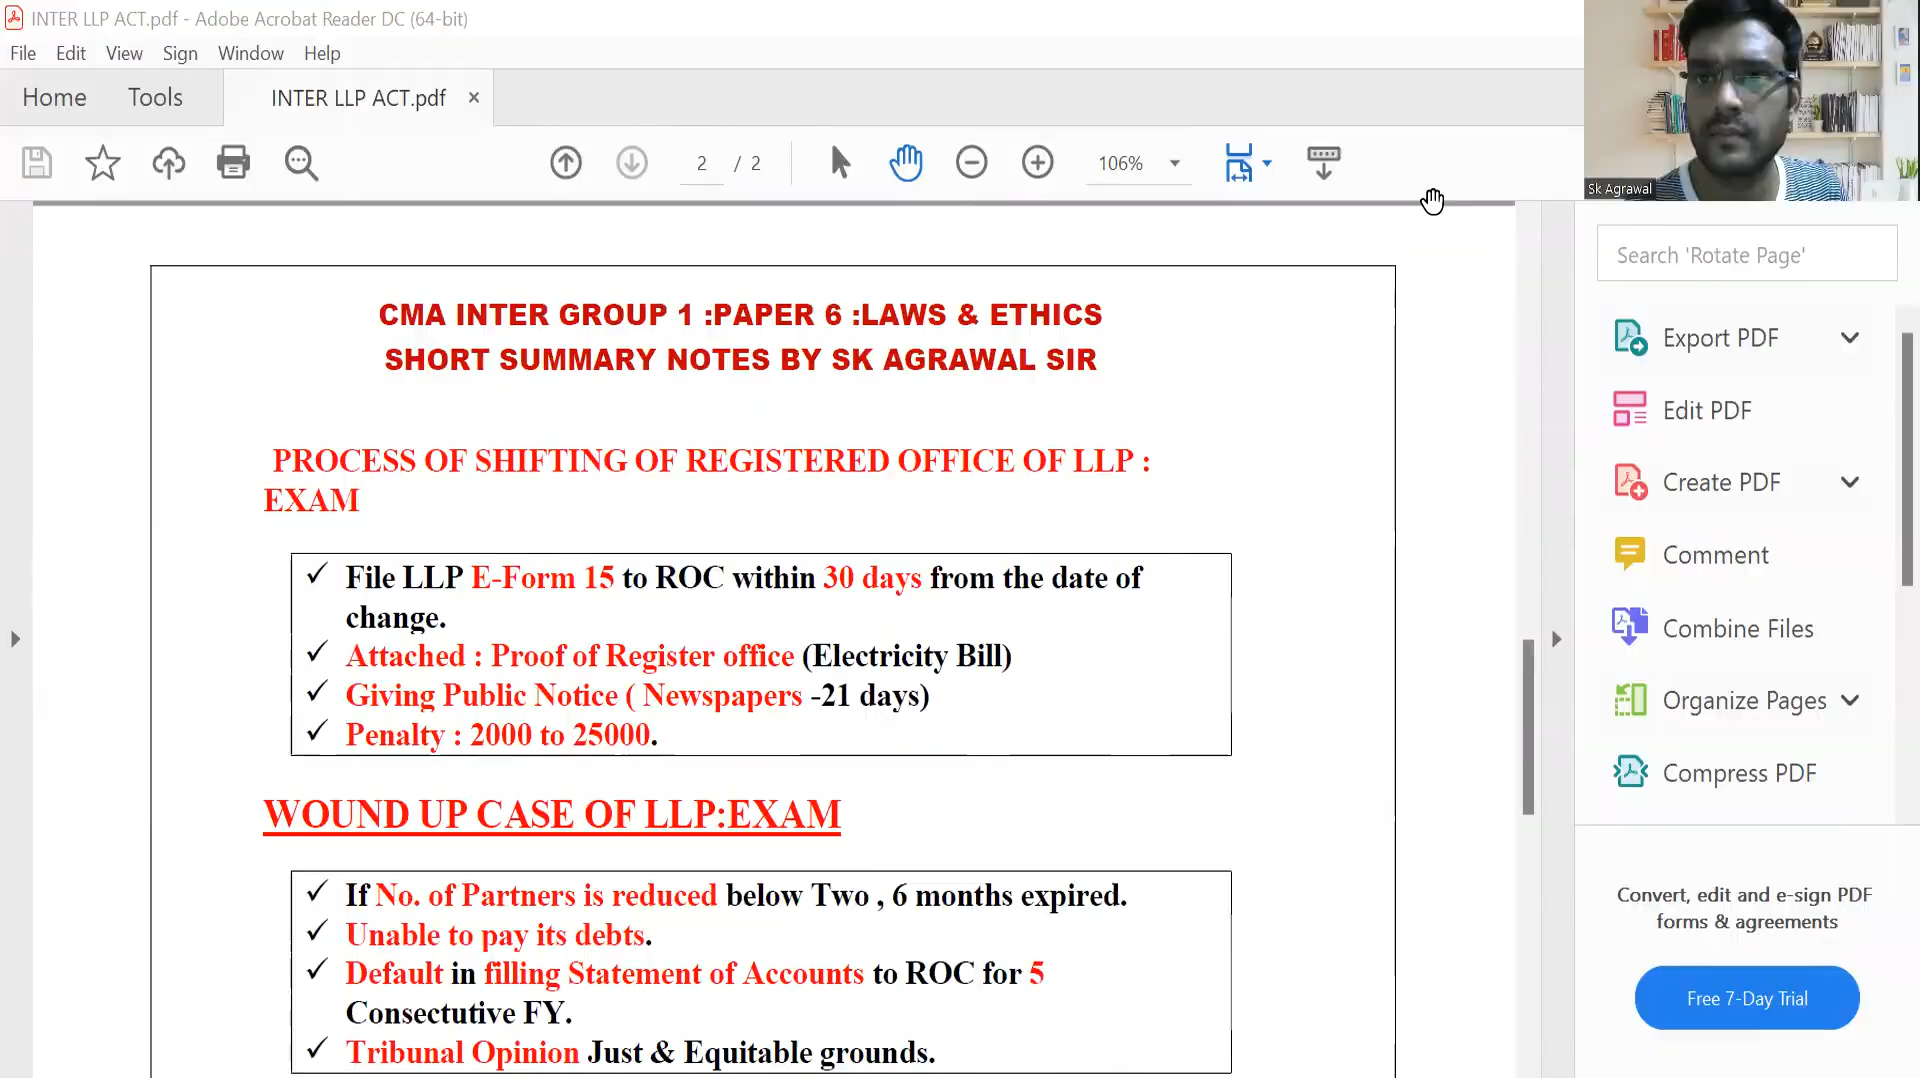 INTER LLP ACT.pdf - Adobe Acrobat Reader DC (64-bit)
File Edit View Sign Window Help
Home Tools INTER LLP ACT.pdf ×
2 / 2 106%
Sk Agrawal
Search 'Rotate Page'
CMA INTER GROUP 1 :PAPER 6 :LAWS & ETHICS
SHORT SUMMARY NOTES BY SK AGRAWAL SIR
PROCESS OF SHIFTING OF REGISTERED OFFICE OF LLP :
EXAM
✓ File LLP E-Form 15 to ROC within 30 days from the date of
change.
✓ Attached : Proof of Register office (Electricity Bill)
✓ Giving Public Notice ( Newspapers -21 days)
✓ Penalty : 2000 to 25000.
WOUND UP CASE OF LLP:EXAM
✓ If No. of Partners is reduced below Two , 6 months expired.
✓ Unable to pay its debts.
✓ Default in filling Statement of Accounts to ROC for 5
Consectutive FY.
✓ Tribunal Opinion Just & Equitable grounds.
Export PDF
Edit PDF
Create PDF
Comment
Combine Files
Organize Pages
Compress PDF
Convert, edit and e-sign PDF
forms & agreements
Free 7-Day Trial